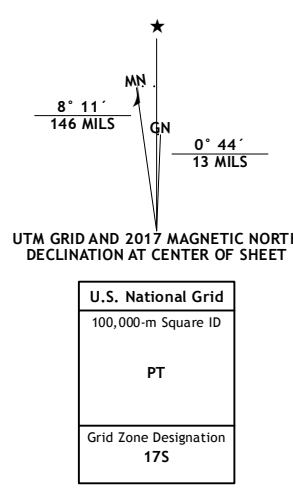 MN
8° 11´
146 MILS
GN
0° 44´
13 MILS
UTM GRID AND 2017 MAGNETIC NORTH
DECLINATION AT CENTER OF SHEET
U.S. National Grid
100,000-m Square ID
PT
Grid Zone Designation
17S